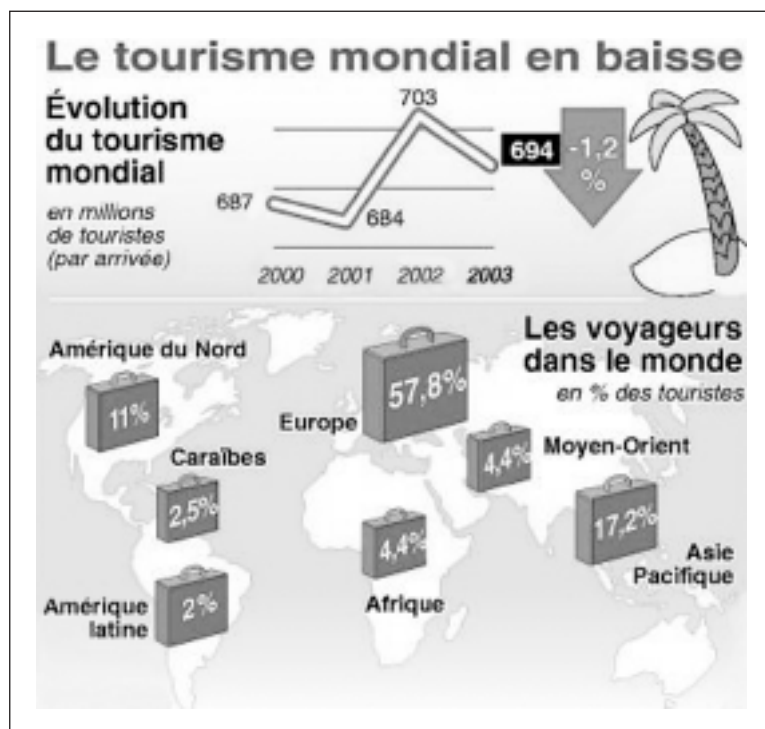 Le tourisme mondial en baisse
Évolution
du tourisme
mondial
en millions
de touristes
(par arrivée)
687
684
703
694
-1,2
%
2000 2001 2002 2003
Les voyageurs
dans le monde
en % des touristes
Amérique du Nord
11%
Caraïbes
2,5%
Amérique
latine
2%
Europe
57,8%
Moyen-Orient
4,4%
Afrique
4,4%
Asie
Pacifique
17,2%